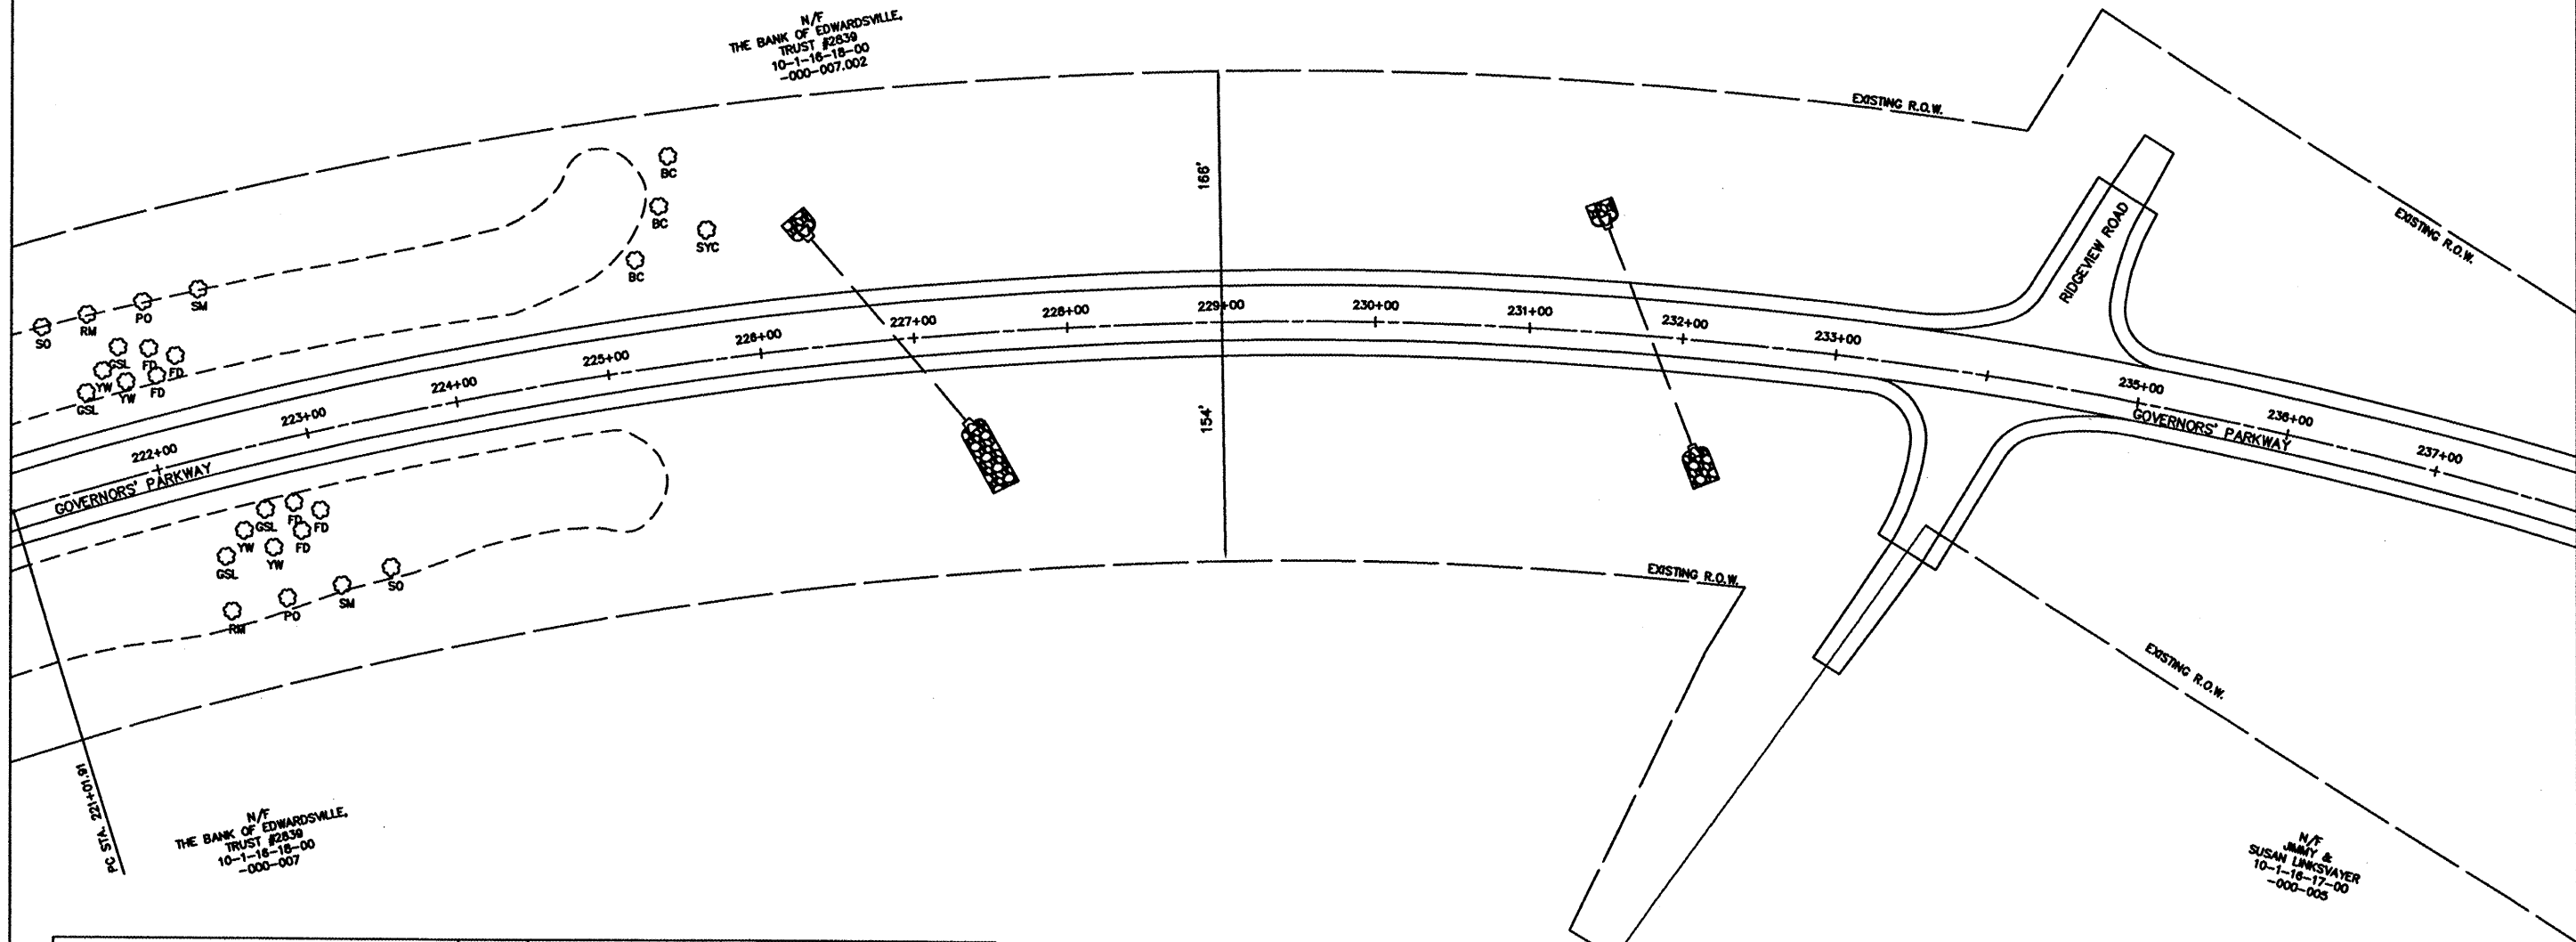 N/F
THE BANK OF EDWARDSVILLE,
TRUST #2839
10-1-16-18-00
-000-007.002
EXISTING R.O.W.
EXISTING R.O.W.
166'
RIDGEVIEW ROAD
BC
BC
SYC
BC
SM
PO
RM
SO
GSL
FD
FD
YW
YW
FD
GSL
222+00
223+00
224+00
225+00
226+00
227+00
228+00
229+00
230+00
231+00
232+00
233+00
235+00
236+00
237+00
GOVERNORS' PARKWAY
GOVERNORS' PARKWAY
154'
GSL
FD
FD
YW
YW
FD
GSL
RM
PO
SM
SO
EXISTING R.O.W.
EXISTING R.O.W.
PC STA. 221+01.91
N/F
THE BANK OF EDWARDSVILLE,
TRUST #2839
10-1-16-18-00
-000-007
N/F
JIMMY &
SUSAN LINKSVAYER
10-1-16-17-00
-000-005